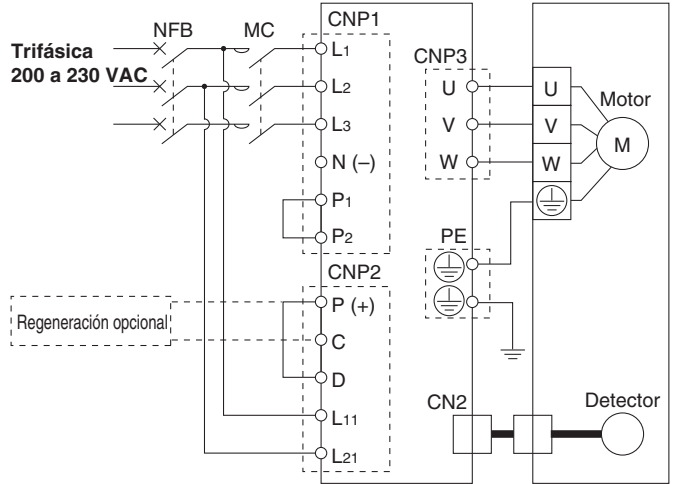 NFB
MC
CNP1
Trifásica
200 a 230 VAC
L1
L2
L3
N (–)
P1
P2
CNP3
U
V
W
U
V
W
Motor
M
PE
CNP2
Regeneración opcional
P (+)
C
D
L11
L21
CN2
Detector